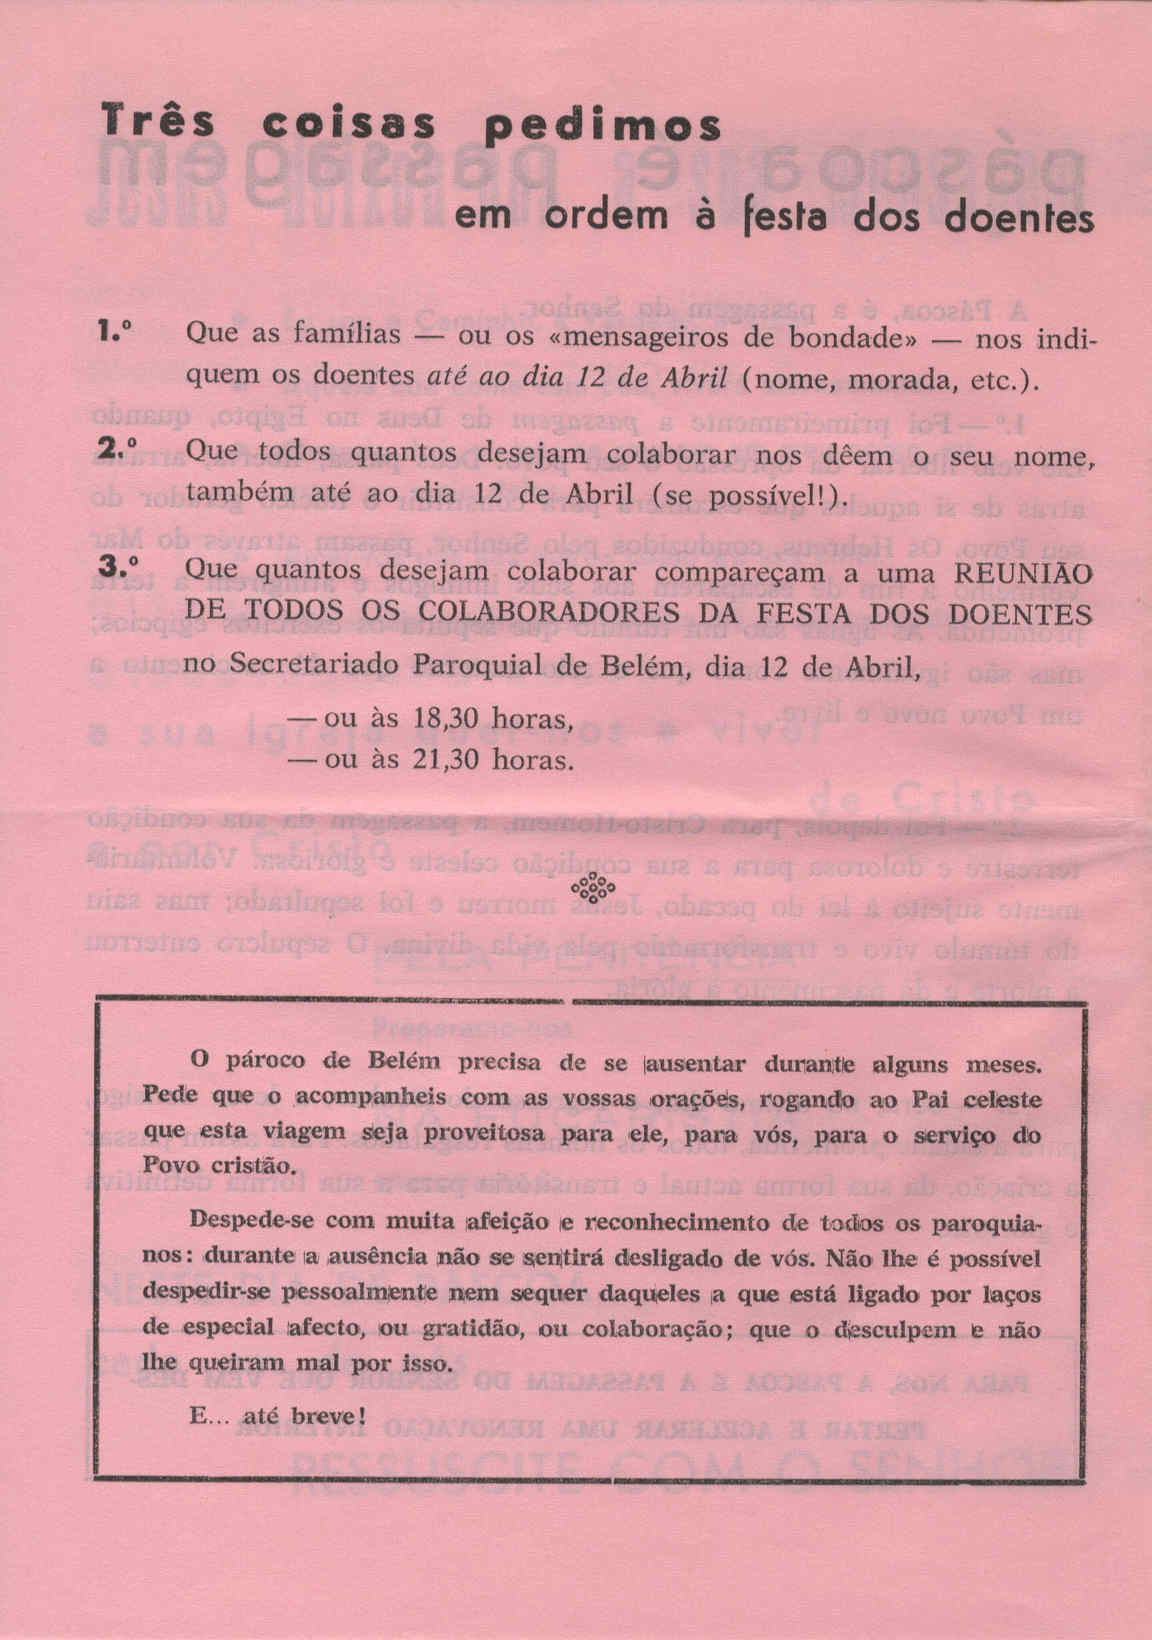 Três coisas pedimos
em ordem à festa dos doentes
1.º Que as famílias — ou os «mensageiros de bondade» — nos indi-
quem os doentes até ao dia 12 de Abril (nome, morada, etc.).
2.º Que todos quantos desejam colaborar nos dêem o seu nome,
também até ao dia 12 de Abril (se possível!).
3.º Que quantos desejam colaborar compareçam a uma REUNIÃO
DE TODOS OS COLABORADORES DA FESTA DOS DOENTES
no Secretariado Paroquial de Belém, dia 12 de Abril,
— ou às 18,30 horas,
— ou às 21,30 horas.
O pároco de Belém precisa de se ausentar durante alguns meses.
Pede que o acompanheis com as vossas orações, rogando ao Pai celeste
que esta viagem seja proveitosa para ele, para vós, para o serviço do
Povo cristão.
Despede-se com muita afeição e reconhecimento de todos os paroquia-
nos: durante a ausência não se sentirá desligado de vós. Não lhe é possível
despedir-se pessoalmente nem sequer daqueles a que está ligado por laços
de especial afecto, ou gratidão, ou colaboração; que o desculpem e não
lhe queiram mal por isso.
E... até breve!